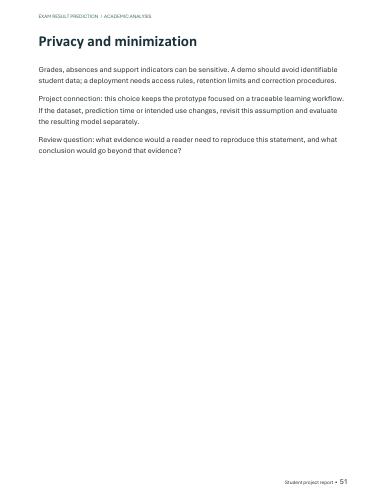 EXAM RESULT PREDICTION / ACADEMIC ANALYSIS
Privacy and minimization
Grades, absences and support indicators can be sensitive. A demo should avoid identifiable
student data; a deployment needs access rules, retention limits and correction procedures.
Project connection: this choice keeps the prototype focused on a traceable learning workflow.
If the dataset, prediction time or intended use changes, revisit this assumption and evaluate
the resulting model separately.
Review question: what evidence would a reader need to reproduce this statement, and what
conclusion would go beyond that evidence?
Student project report • 51